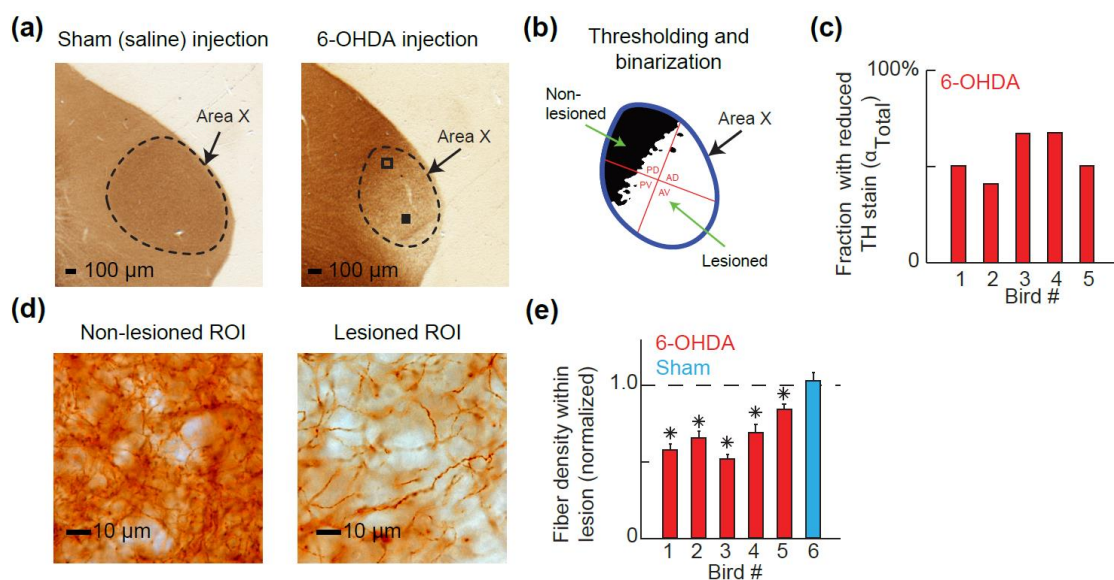 (a)
Sham (saline) injection
6-OHDA injection
Area X
Area X
100 μm
100 μm
(b)
Thresholding and
binarization
Non-
lesioned
Area X
PD
AD
PV
AV
Lesioned
(c)
100%
6-OHDA
Fraction with reduced
TH stain (αTotal)
0
1 2 3 4 5
Bird #
(d)
Non-lesioned ROI
Lesioned ROI
10 μm
10 μm
(e)
6-OHDA
Sham
1.0
Fiber density within
lesion (normalized)
* * * * *
0
1 2 3 4 5 6
Bird #